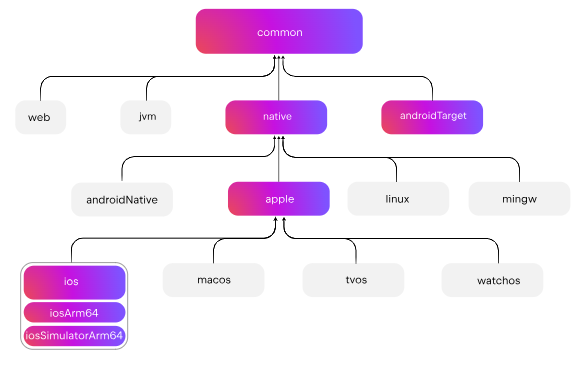 common
web
jvm
native
androidTarget
androidNative
apple
linux
mingw
ios
macos
tvos
watchos
iosArm64
iosSimulatorArm64